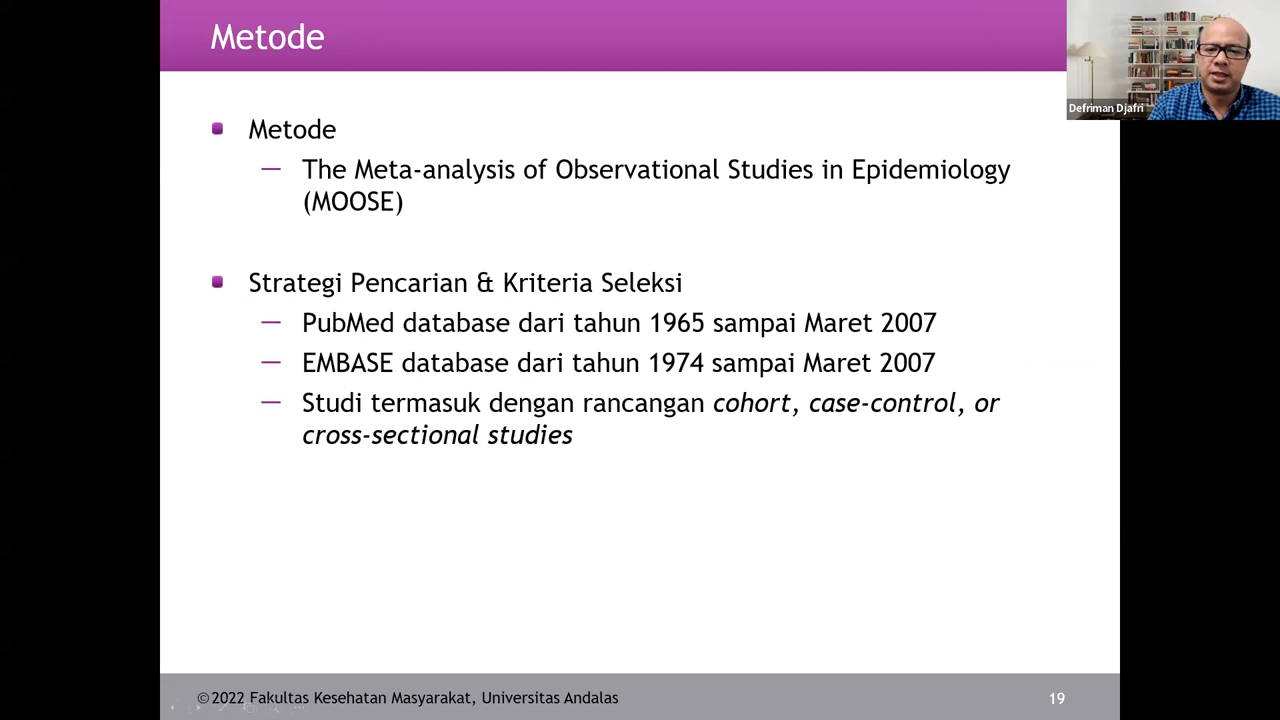 Metode
Defriman Djafri
Metode
— The Meta-analysis of Observational Studies in Epidemiology
(MOOSE)
Strategi Pencarian & Kriteria Seleksi
— PubMed database dari tahun 1965 sampai Maret 2007
— EMBASE database dari tahun 1974 sampai Maret 2007
— Studi termasuk dengan rancangan cohort, case-control, or
cross-sectional studies
©2022 Fakultas Kesehatan Masyarakat, Universitas Andalas
19